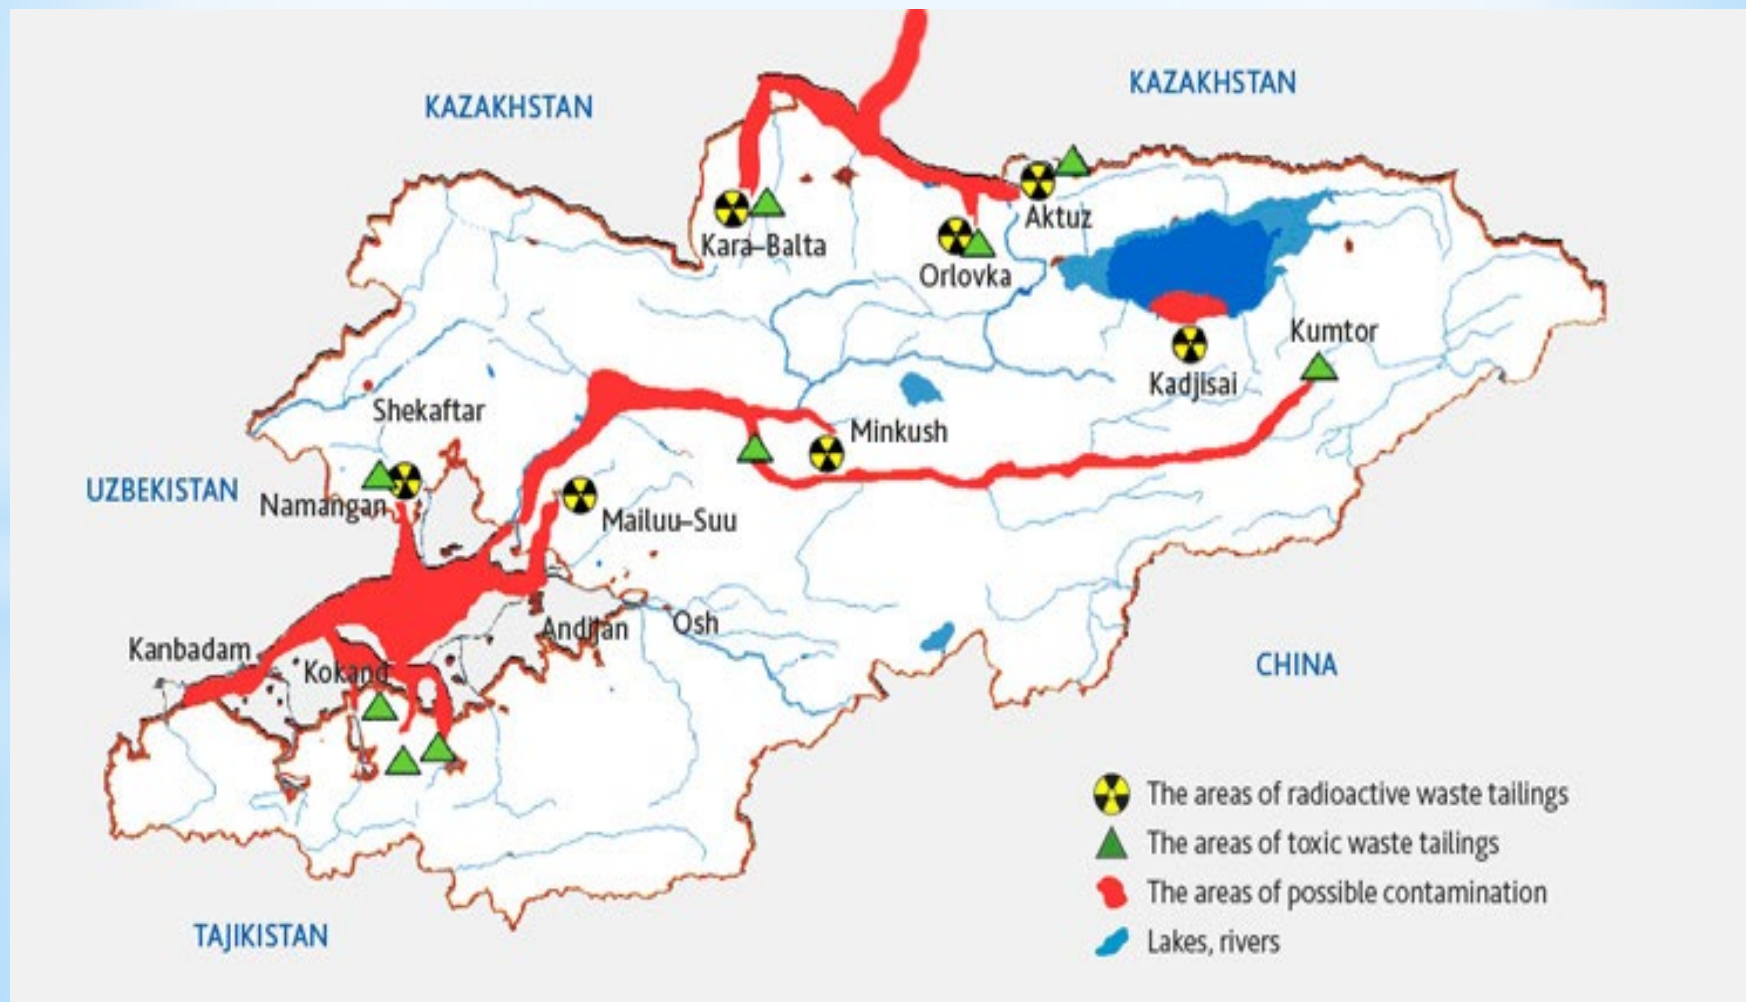 KAZAKHSTAN
KAZAKHSTAN
Aktuz
Kara-Balta
Orlovka
Kumtor
Kadjisai
Shekaftar
Minkush
UZBEKISTAN
Namangan
Mailuu-Suu
Osh
Andijan
Kanbadam
Kokand
CHINA
The areas of radioactive waste tailings
The areas of toxic waste tailings
The areas of possible contamination
TAJIKISTAN
Lakes, rivers